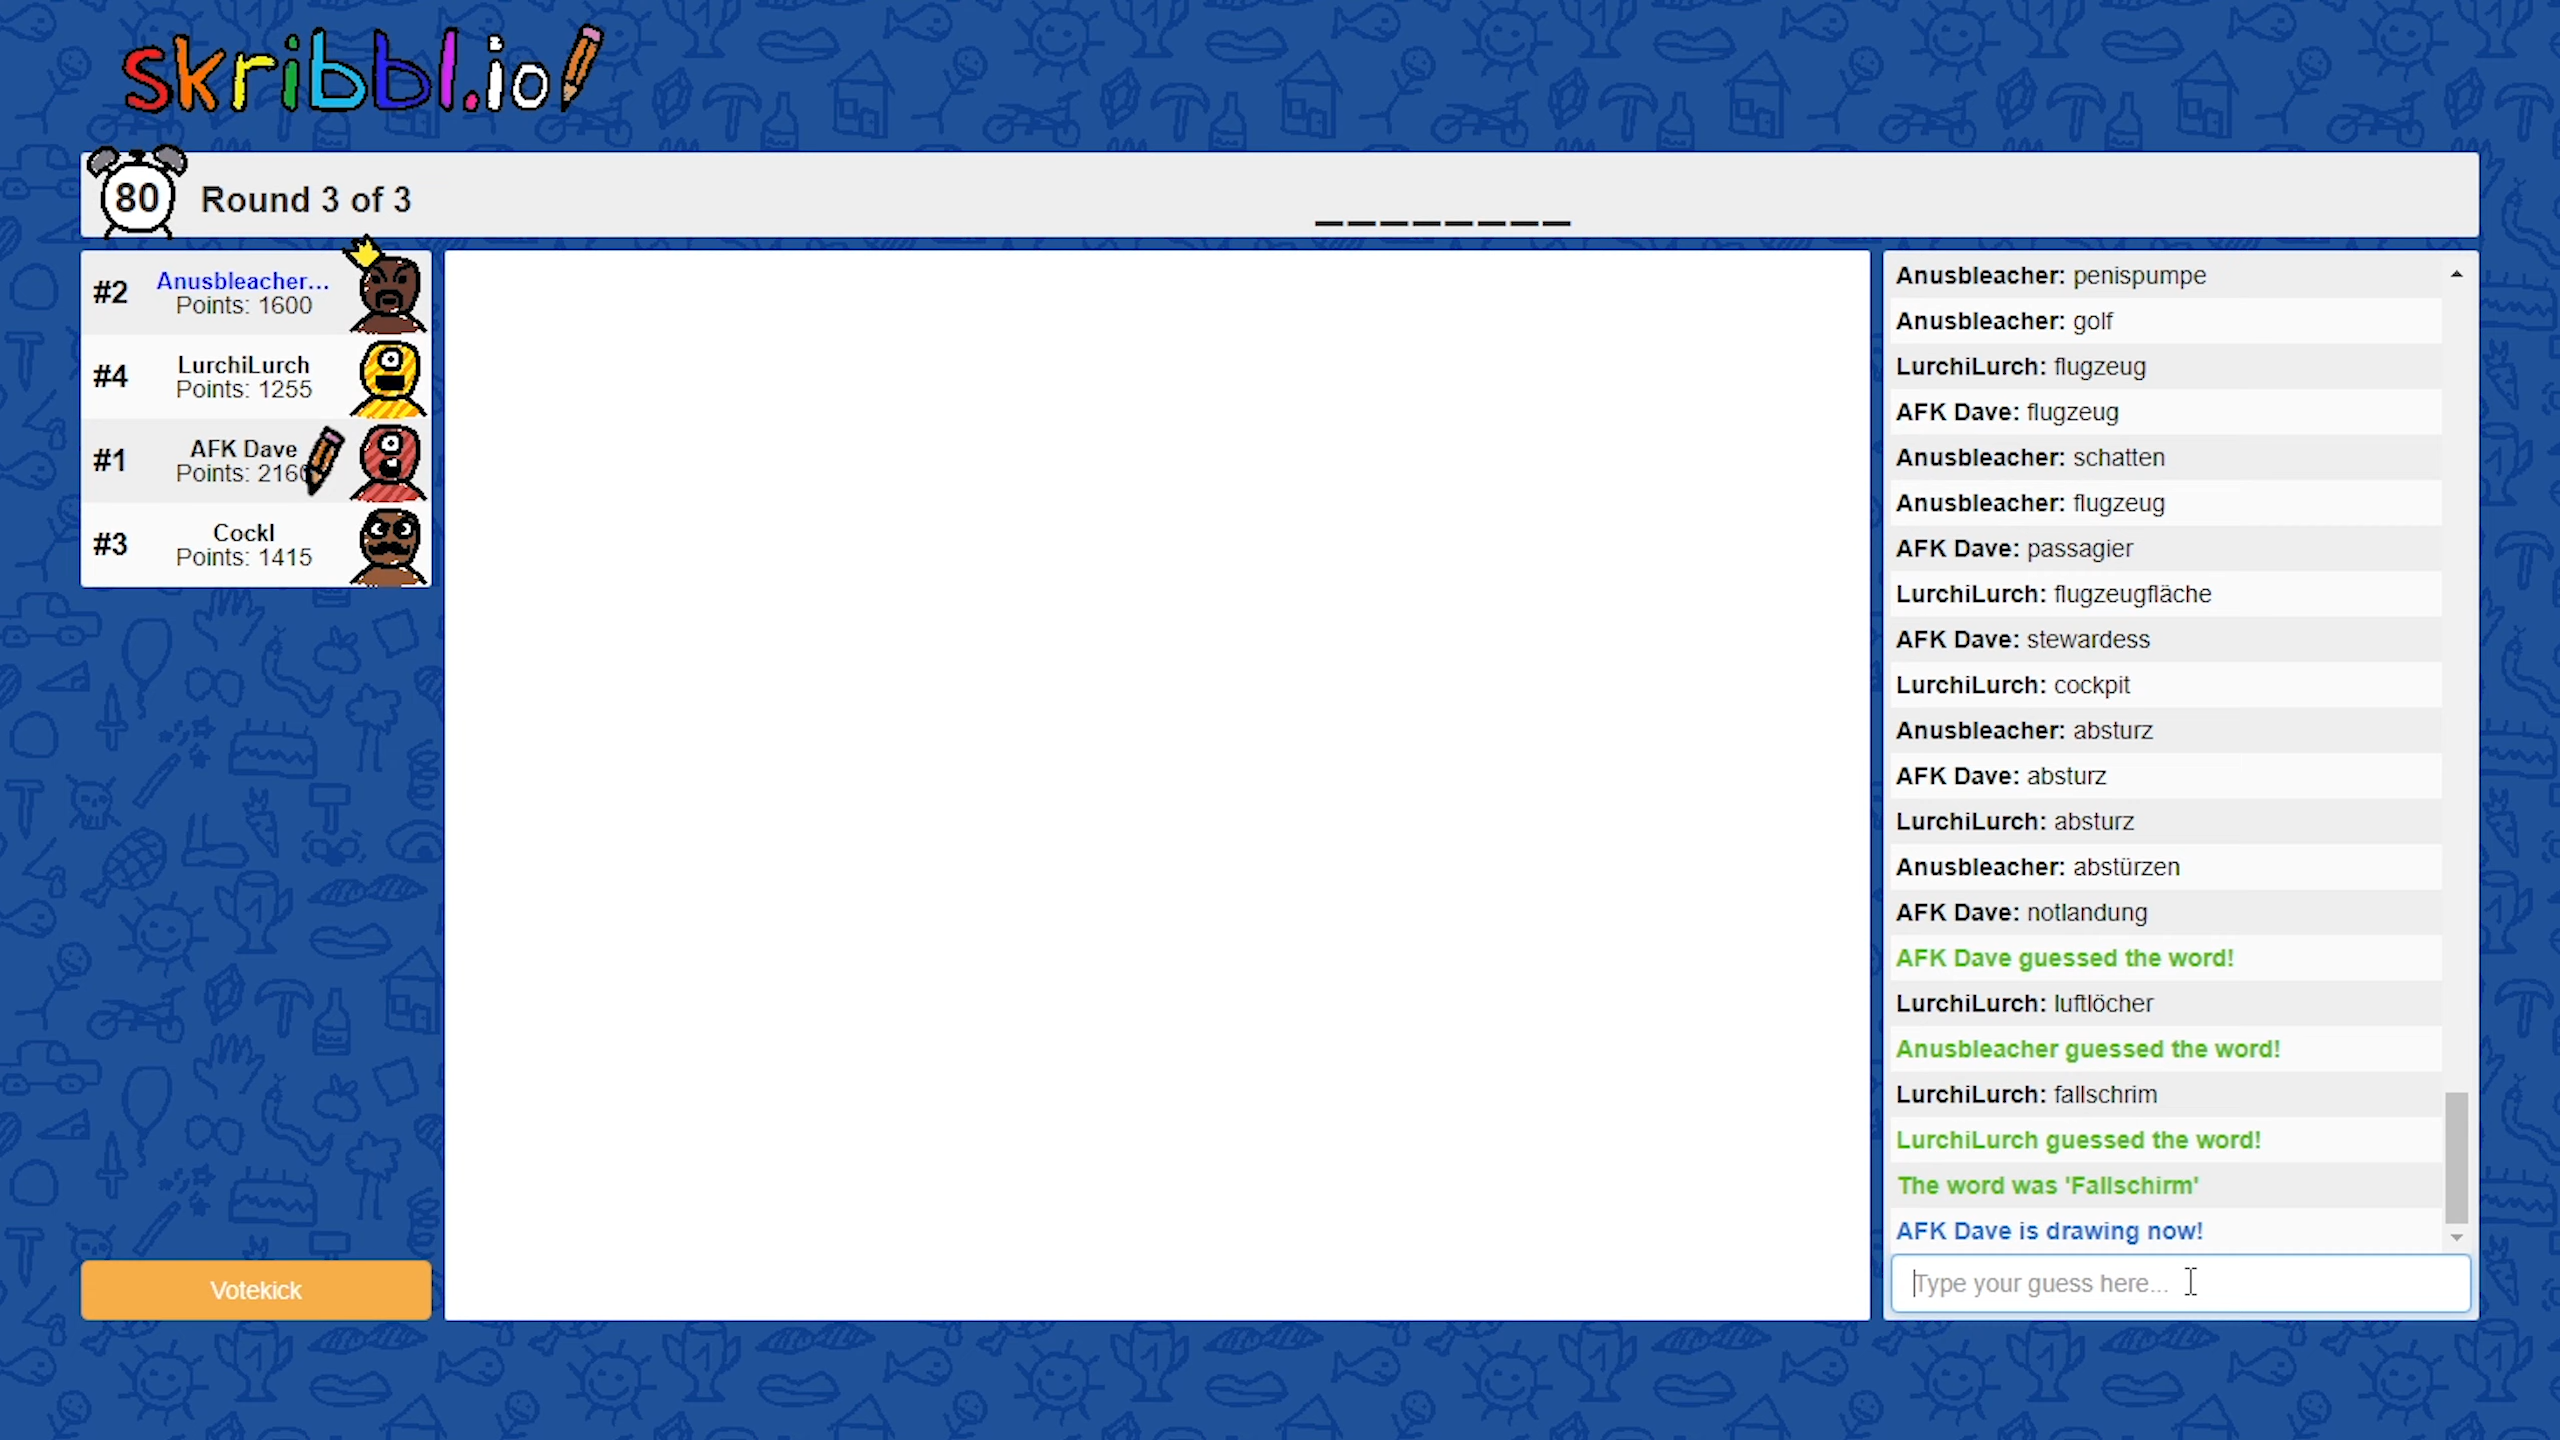 skribbl.io
80
Round 3 of 3
________
#2
Anusbleacher...
Points: 1600
#4
LurchiLurch
Points: 1255
#1
AFK Dave
Points: 2160
#3
Cockl
Points: 1415
Votekick
Anusbleacher: penispumpe
Anusbleacher: golf
LurchiLurch: flugzeug
AFK Dave: flugzeug
Anusbleacher: schatten
Anusbleacher: flugzeug
AFK Dave: passagier
LurchiLurch: flugzeugfläche
AFK Dave: stewardess
LurchiLurch: cockpit
Anusbleacher: absturz
AFK Dave: absturz
LurchiLurch: absturz
Anusbleacher: abstürzen
AFK Dave: notlandung
AFK Dave guessed the word!
LurchiLurch: luftlöcher
Anusbleacher guessed the word!
LurchiLurch: fallschrim
LurchiLurch guessed the word!
The word was 'Fallschirm'
AFK Dave is drawing now!
Type your guess here...